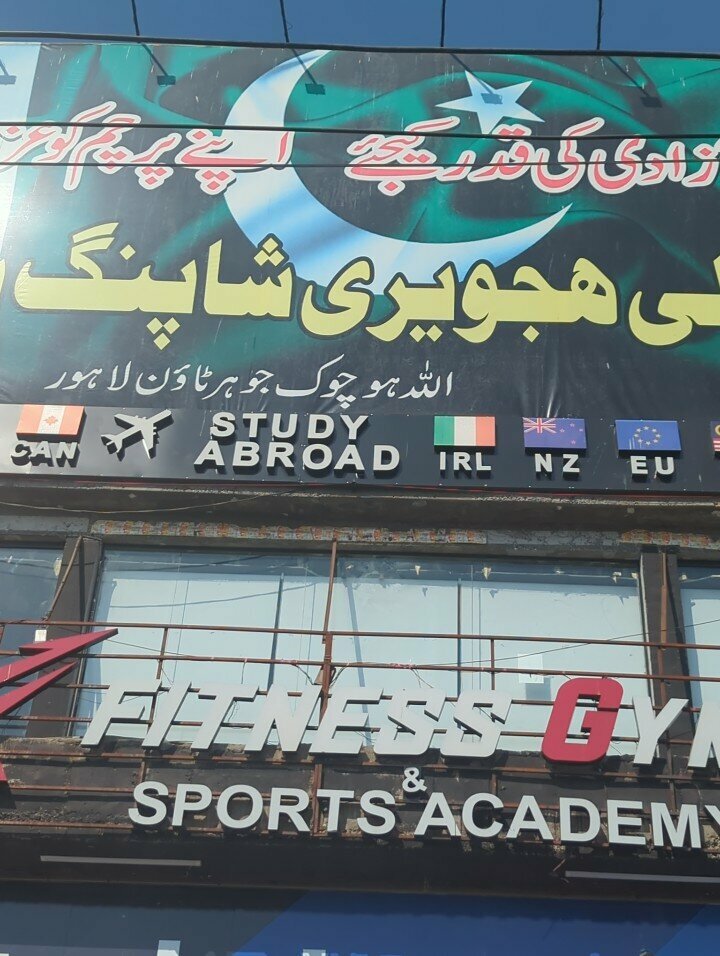 زادی کی قدر کیجئے اپنے پرچم کو
ہجویری شاپنگ
اللہ ہو چوک جوہر ٹاؤن لاہور
CAN STUDY ABROAD IRL NZ EU
FITNESS GYM
&
SPORTS ACADEMY